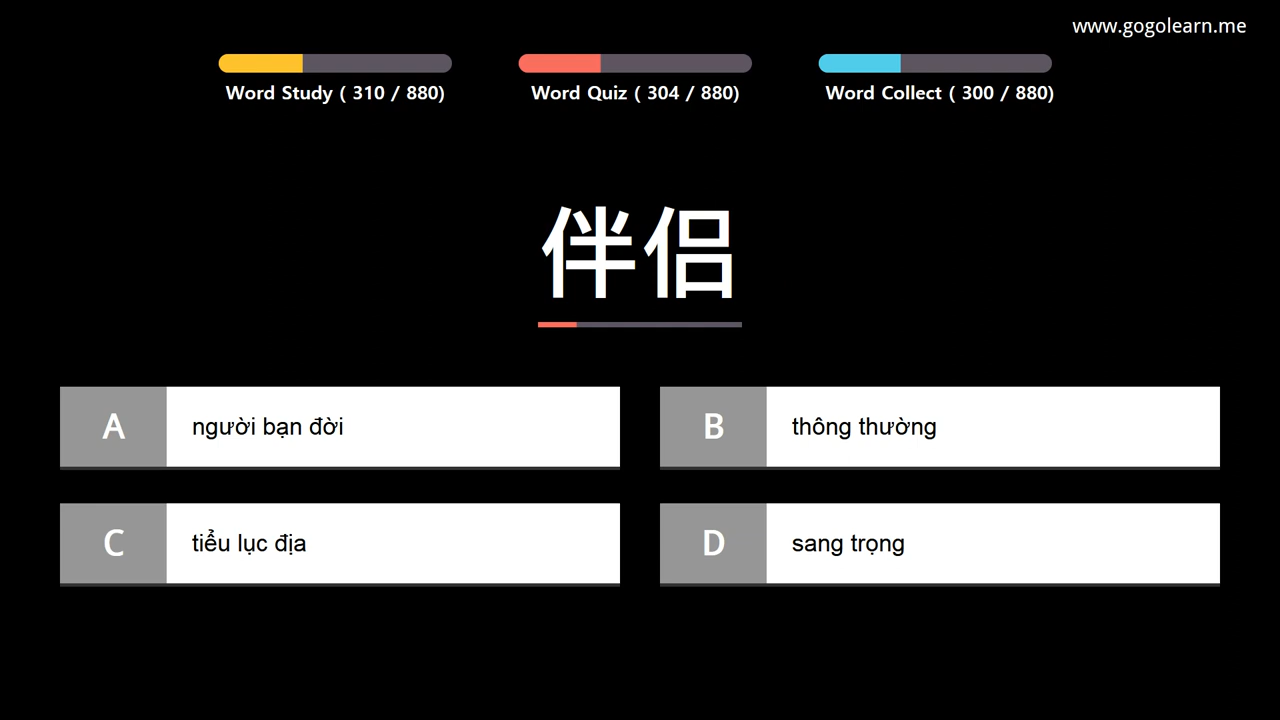 www.gogolearn.me
Word Study ( 310 / 880)
Word Quiz ( 304 / 880)
Word Collect ( 300 / 880)
伴侣
A người bạn đời
B thông thường
C tiểu lục địa
D sang trọng